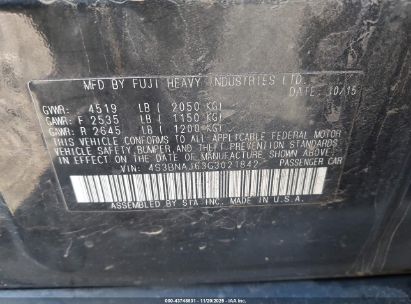 MFD BY FUJI HEAVY INDUSTRIES LTD.
DATE: 10/15
GVWR: 4519 LB ( 2050 KG)
GAWR: F 2535 LB ( 1150 KG)
GAWR: R 2645 LB ( 1200 KG)
THIS VEHICLE CONFORMS TO ALL APPLICABLE FEDERAL MOTOR
VEHICLE SAFETY, BUMPER AND THEFT PREVENTION STANDARDS
IN EFFECT ON THE DATE OF MANUFACTURE SHOWN ABOVE.
VIN: 4S3BNAJ63G3021842 PASSENGER CAR
ASSEMBLED BY SIA INC. IN U.S.A.